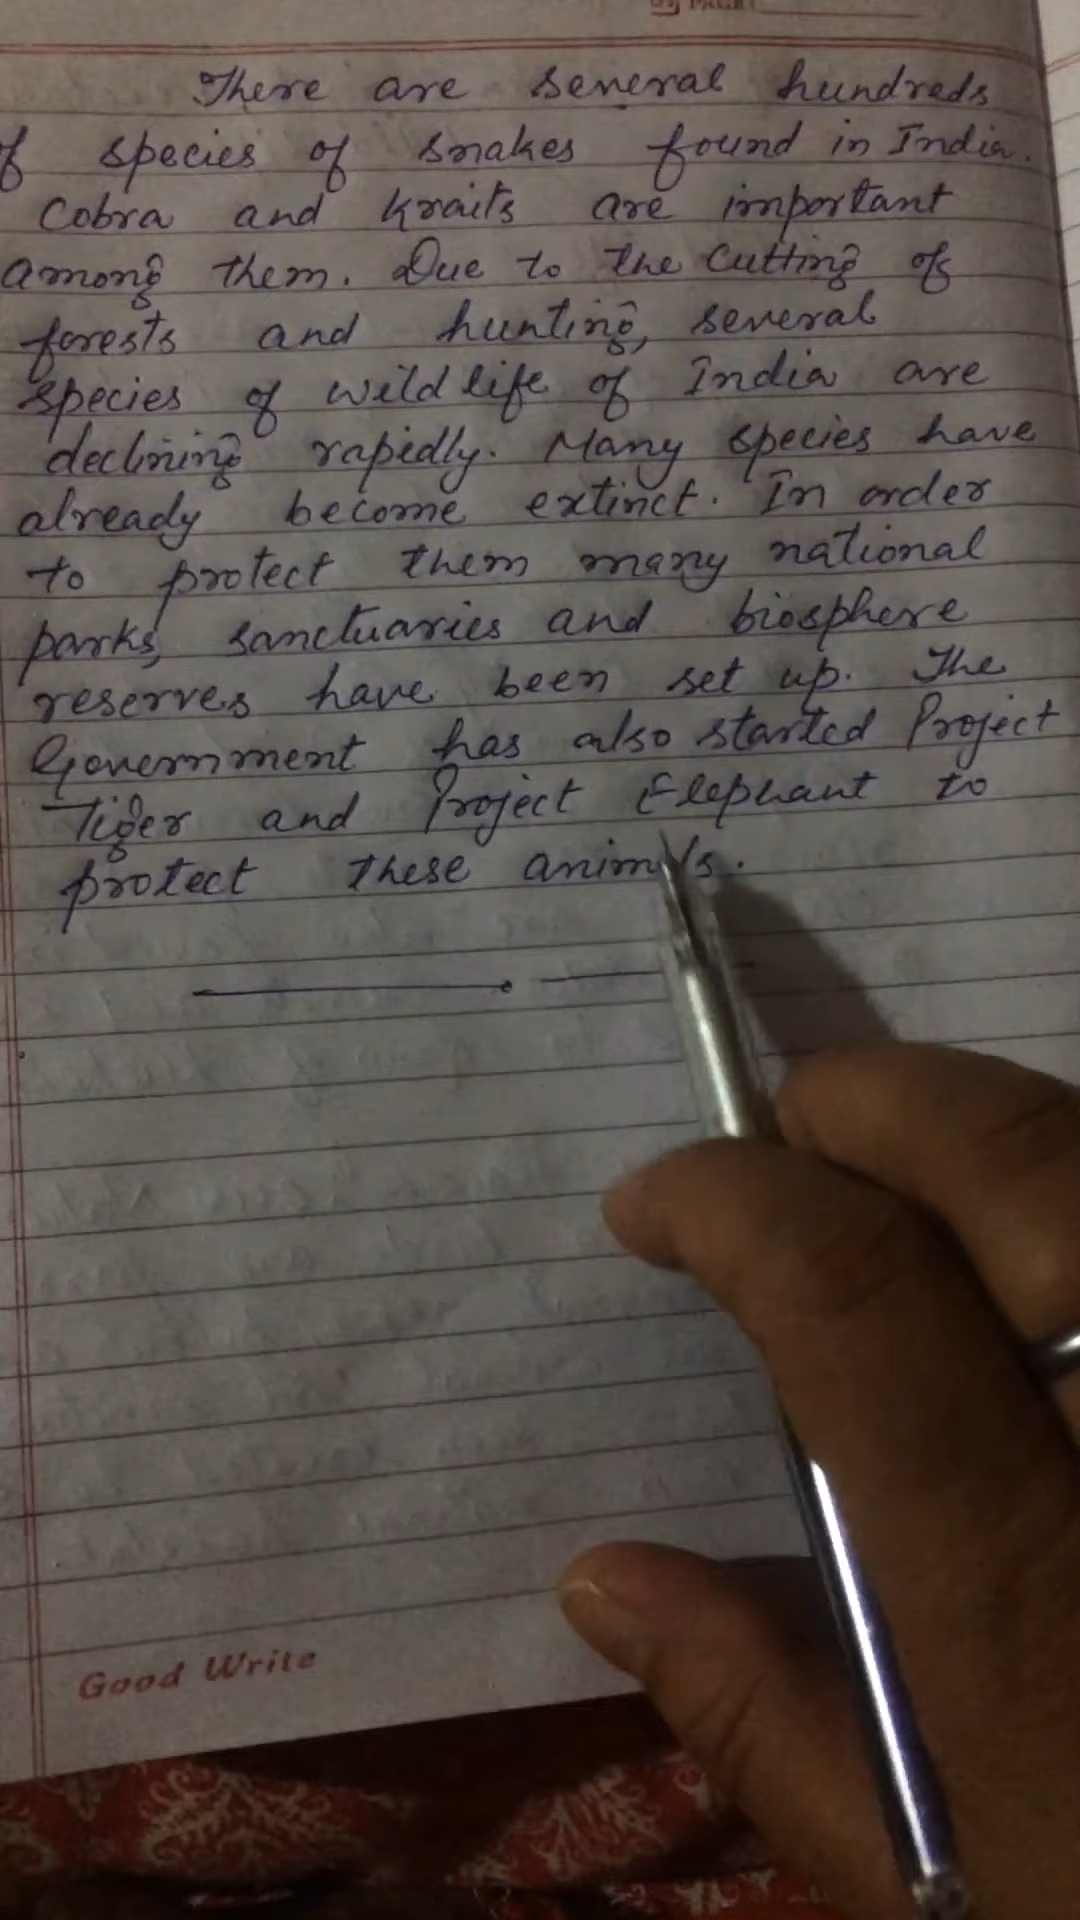 There are several hundreds
of species of snakes found in India.
Cobra and Kraits are important
among them. Due to the cutting of
forests and hunting, several
species of wild life of India are
declining rapidly. Many species have
already become extinct. In order
to protect them many national
parks, sanctuaries and biosphere
reserves have been set up. The
Government has also started Project
Tiger and Project Elephant to
protect these animals.
Good Write